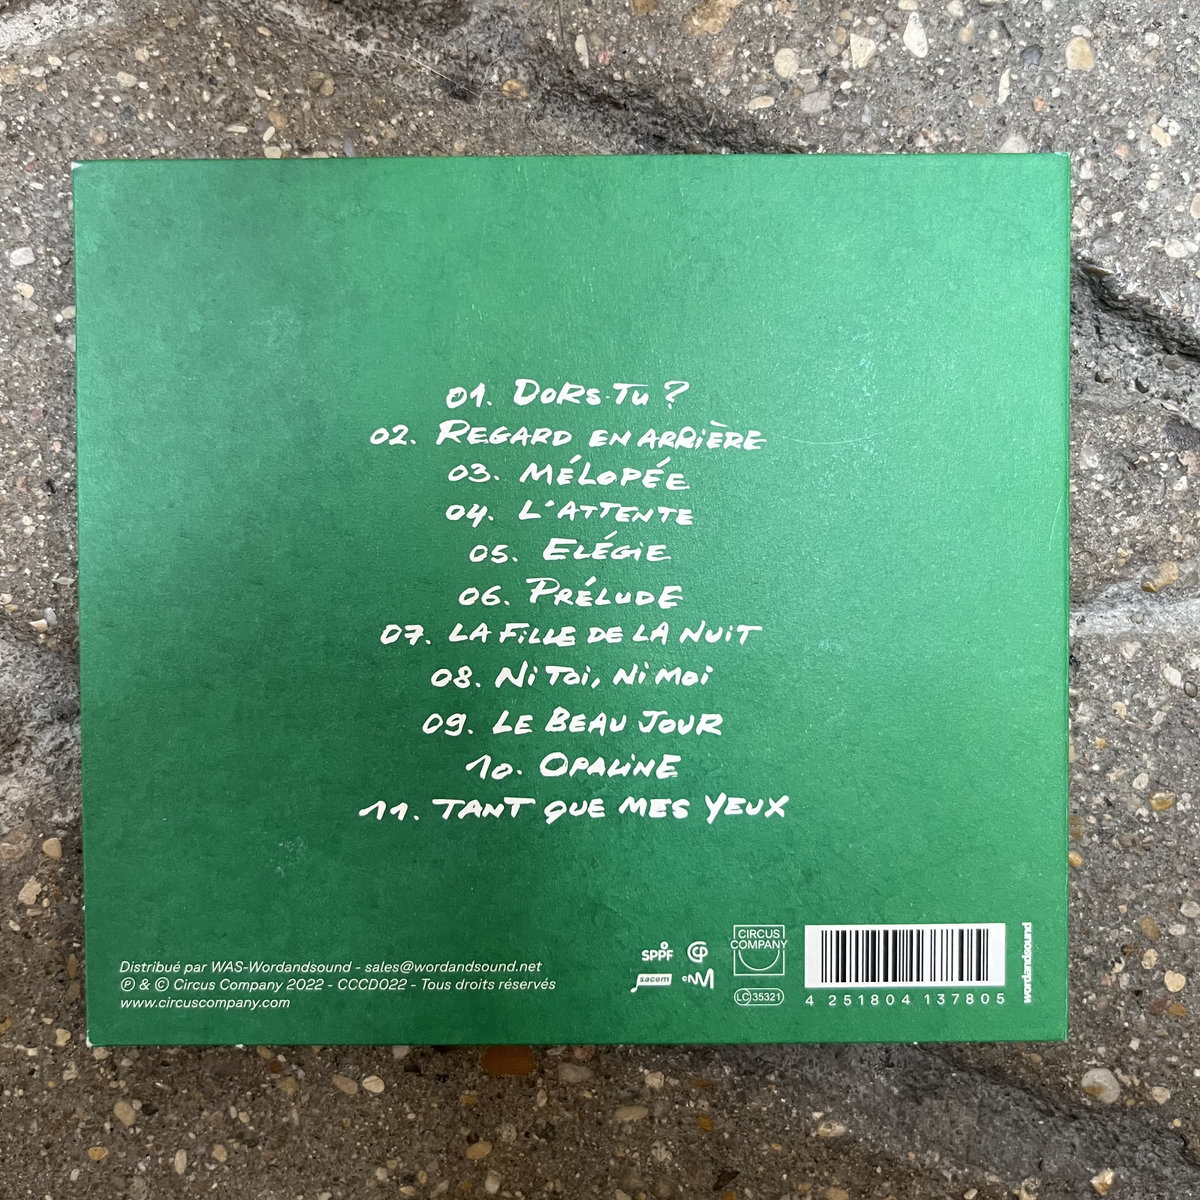 01. DORS-TU ?
02. REGARD EN ARRIÈRE
03. MÉLOPÉE
04. L'ATTENTE
05. ELÉGIE
06. PRÉLUDE
07. LA FILLE DE LA NUIT
08. NI TOI, NI MOI
09. LE BEAU JOUR
10. OPALINE
11. TANT QUE MES YEUX
Distribué par WAS-Wordandsound - sales@wordandsound.net
℗ & © Circus Company 2022 - CCCD022 - Tous droits réservés
www.circuscompany.com
SPPF
sacem
CNM
CIRCUS
COMPANY
LC 35321
4 251804 137805
wordandsound